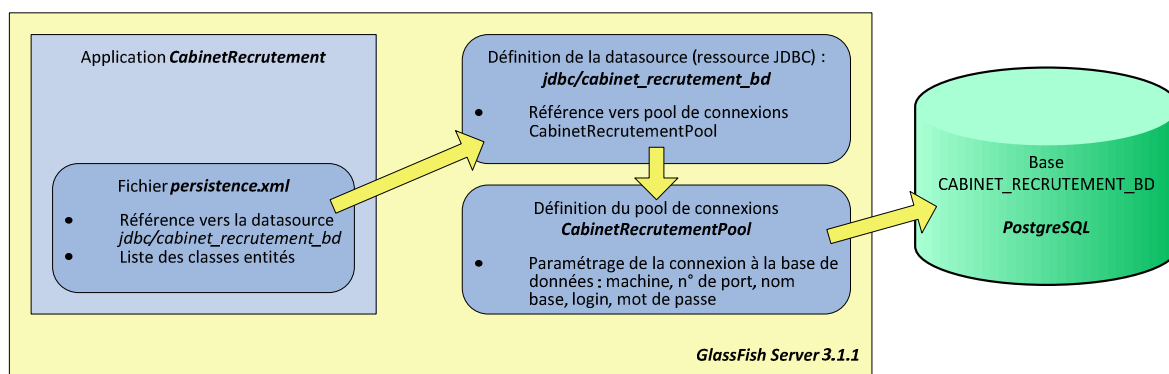 Application CabinetRecrutement
Fichier persistence.xml
• Référence vers la datasource
jdbc/cabinet_recrutement_bd
• Liste des classes entités
Définition de la datasource (ressource JDBC) :
jdbc/cabinet_recrutement_bd
• Référence vers pool de connexions
CabinetRecrutementPool
Définition du pool de connexions
CabinetRecrutementPool
• Paramétrage de la connexion à la base de
données : machine, n° de port, nom
base, login, mot de passe
GlassFish Server 3.1.1
Base
CABINET_RECRUTEMENT_BD
PostgreSQL